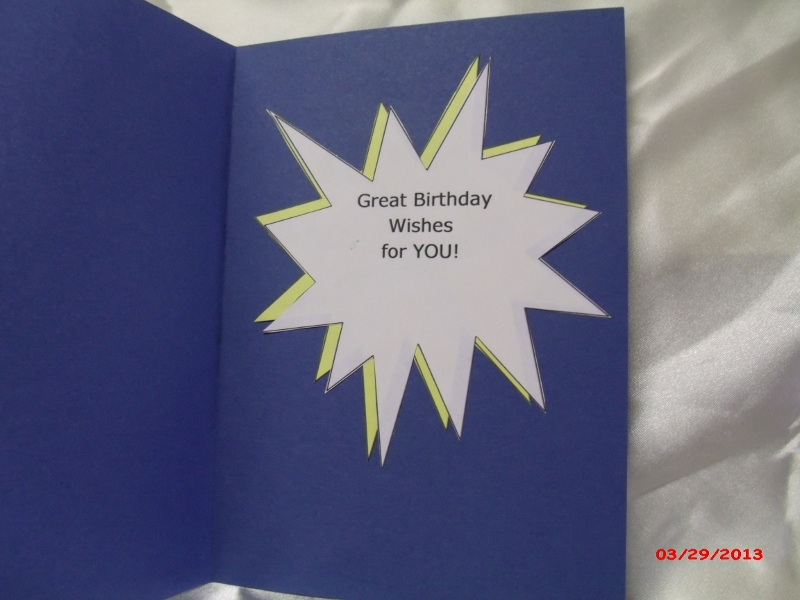 Great Birthday
Wishes
for YOU!
03/29/2013